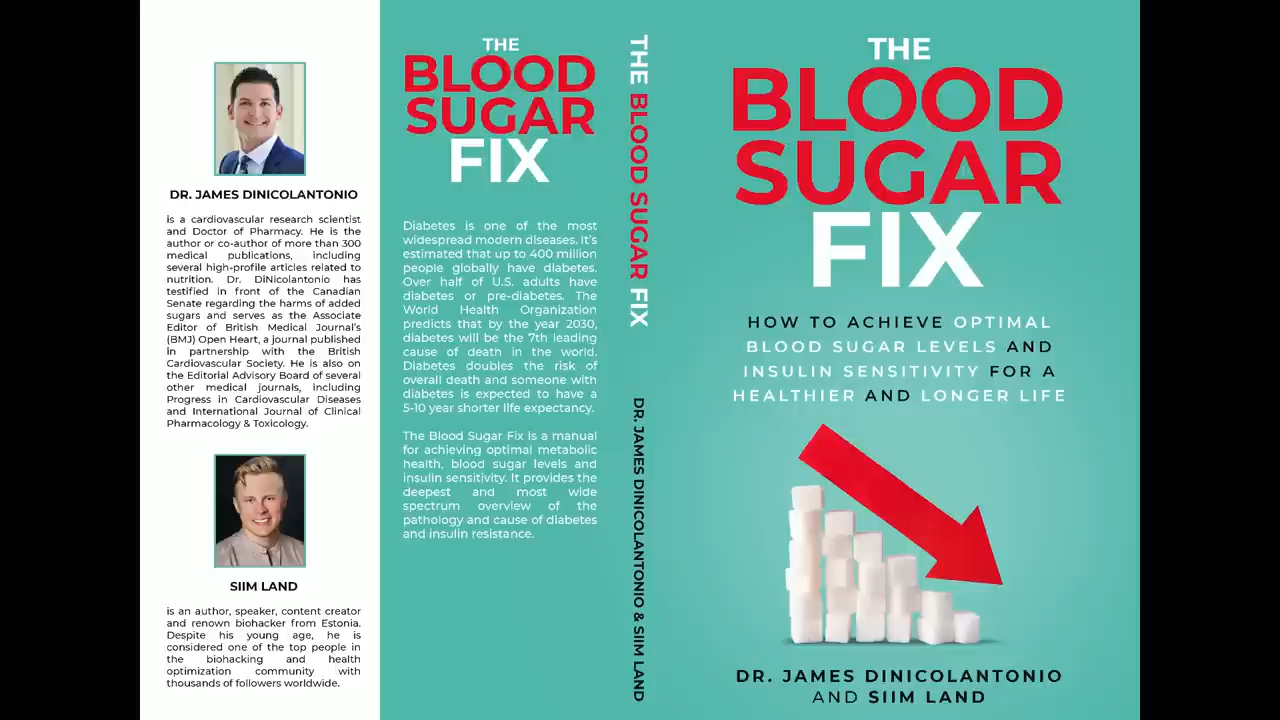 DR. JAMES DINICOLANTONIO
is a cardiovascular research scientist
and Doctor of Pharmacy. He is the
author or co-author of more than 300
medical publications, including
several high-profile articles related to
nutrition. Dr. DiNicolantonio has
testified in front of the Canadian
Senate regarding the harms of added
sugars and serves as the Associate
Editor of British Medical Journal's
(BMJ) Open Heart, a journal published
in partnership with the British
Cardiovascular Society. He is also on
the Editorial Advisory Board of several
other medical journals, including
Progress in Cardiovascular Diseases
and International Journal of Clinical
Pharmacology & Toxicology.
SIIM LAND
is an author, speaker, content creator
and renown biohacker from Estonia.
Despite his young age, he is
considered one of the top people in
the biohacking and health
optimization community with
thousands of followers worldwide.
THE
BLOOD
SUGAR
FIX
Diabetes is one of the most
widespread modern diseases. It's
estimated that up to 400 million
people globally have diabetes.
Over half of U.S. adults have
diabetes or pre-diabetes. The
World Health Organization
predicts that by the year 2030,
diabetes will be the 7th leading
cause of death in the world.
Diabetes doubles the risk of
overall death and someone with
diabetes is expected to have a
5-10 year shorter life expectancy.
The Blood Sugar Fix is a manual
for achieving optimal metabolic
health, blood sugar levels and
insulin sensitivity. It provides the
deepest and most wide
spectrum overview of the
pathology and cause of diabetes
and insulin resistance.
THE BLOOD SUGAR FIX
DR. JAMES DINICOLANTONIO & SIIM LAND
THE
BLOOD
SUGAR
FIX
HOW TO ACHIEVE OPTIMAL
BLOOD SUGAR LEVELS AND
INSULIN SENSITIVITY FOR A
HEALTHIER AND LONGER LIFE
DR. JAMES DINICOLANTONIO
AND SIIM LAND